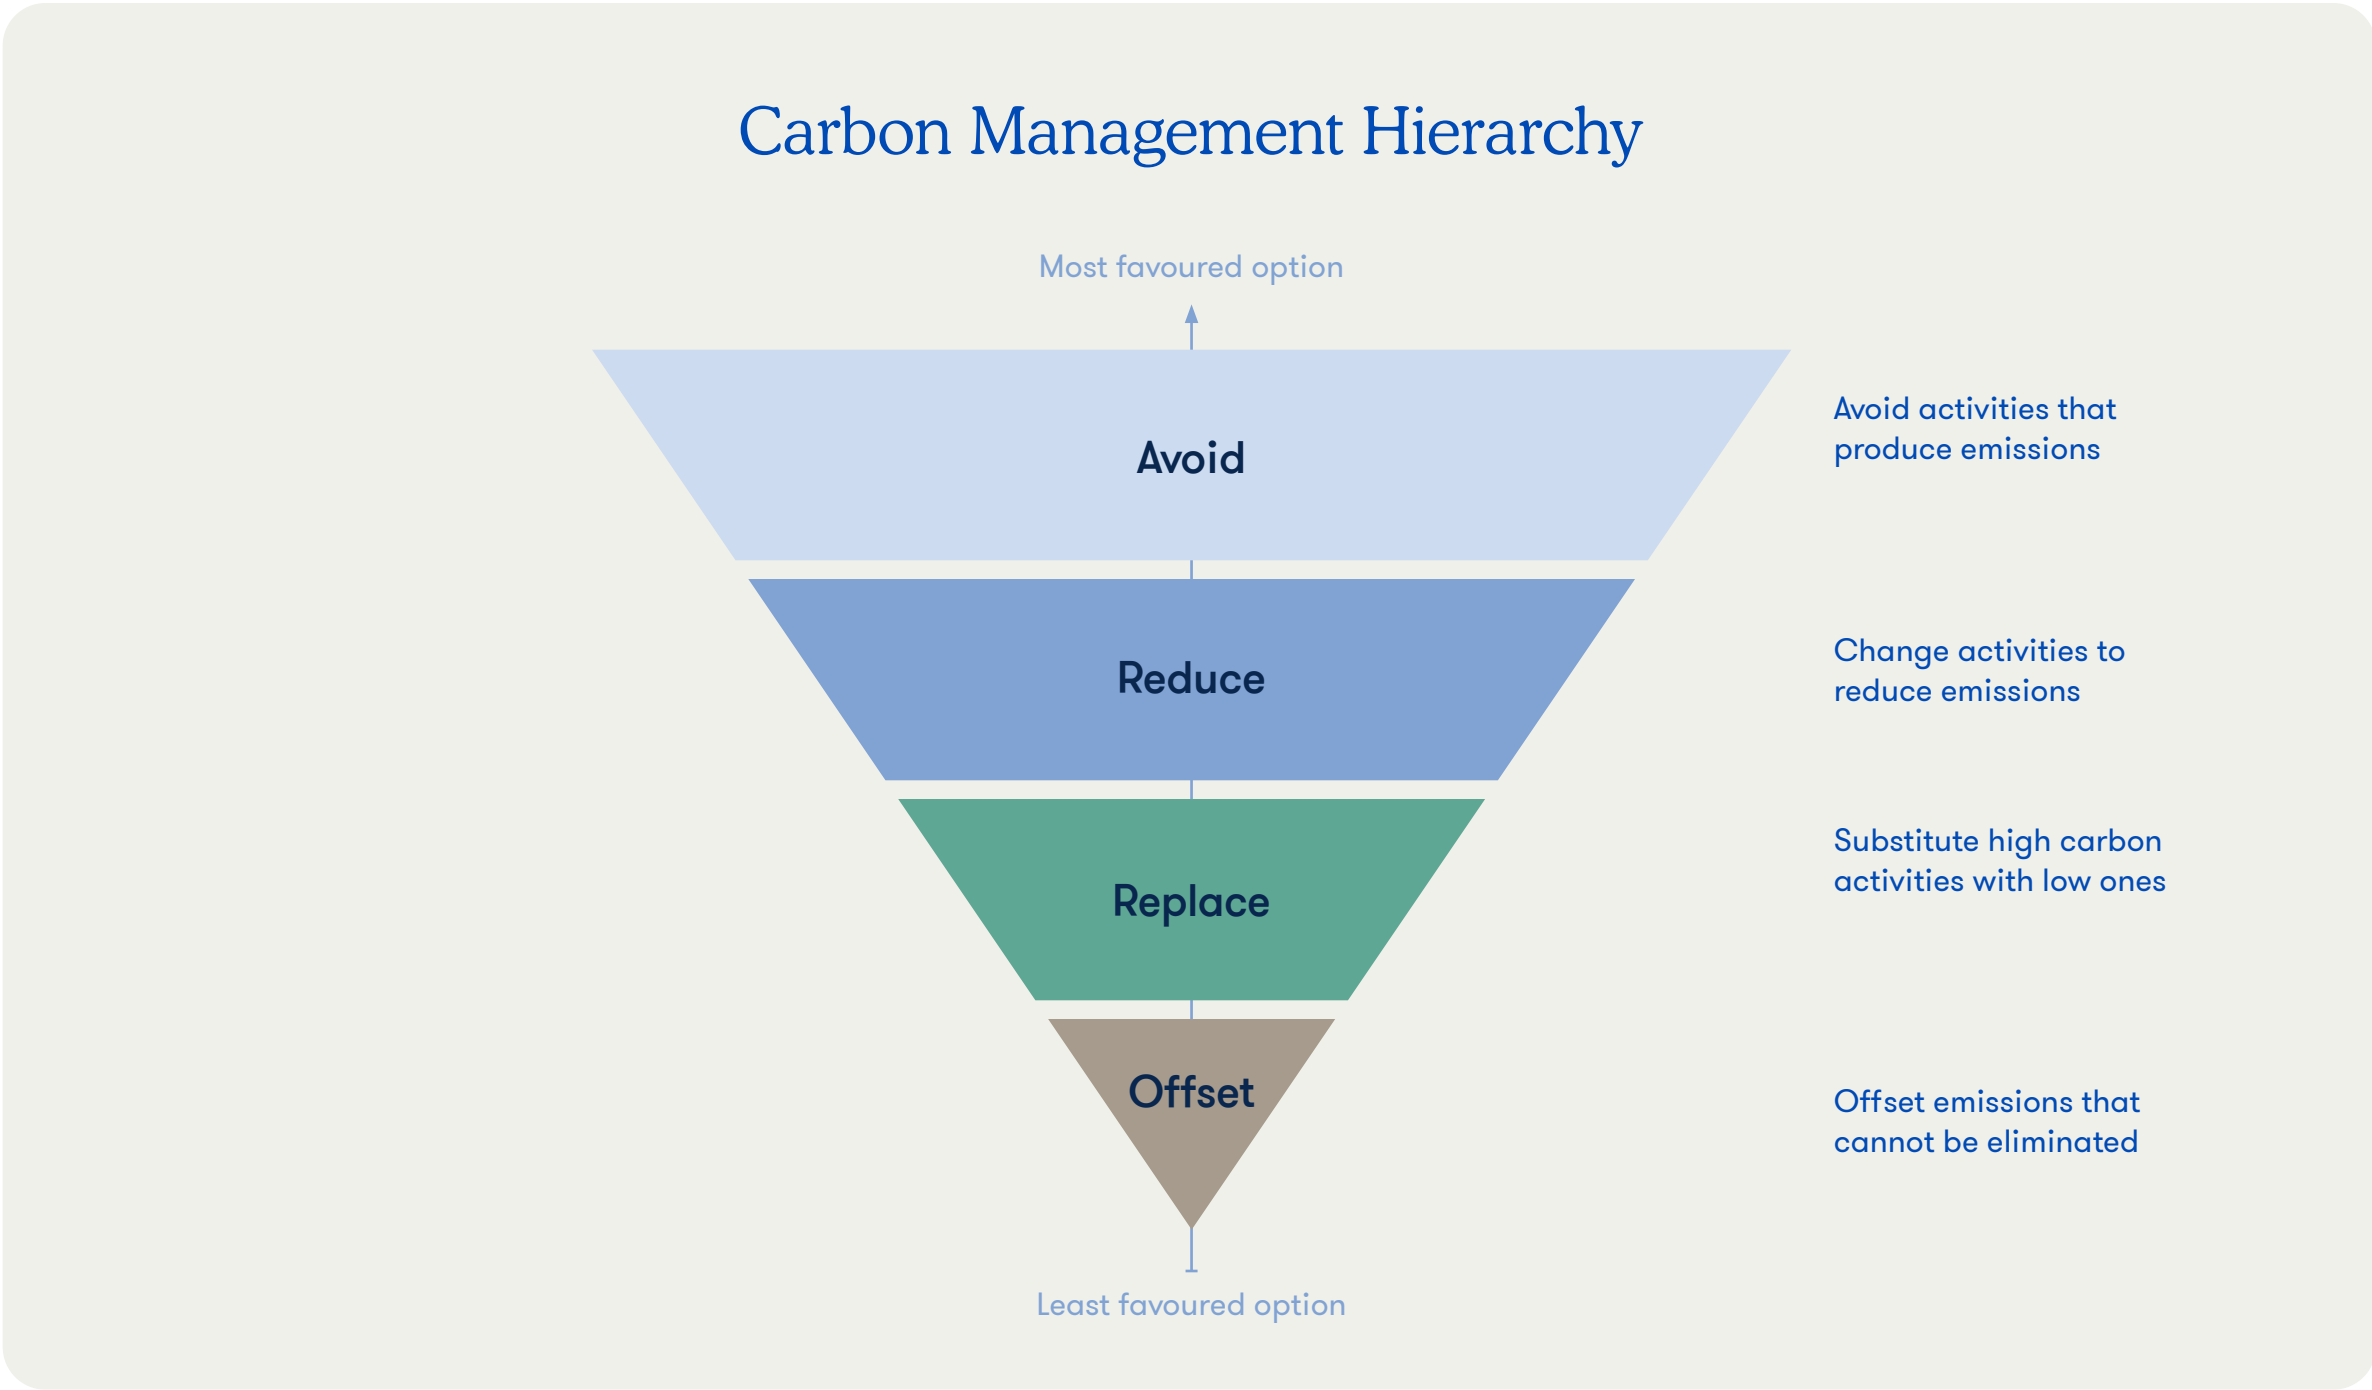 Carbon Management Hierarchy
Most favoured option
Avoid
Avoid activities that
produce emissions
Reduce
Change activities to
reduce emissions
Replace
Substitute high carbon
activities with low ones
Offset
Offset emissions that
cannot be eliminated
Least favoured option